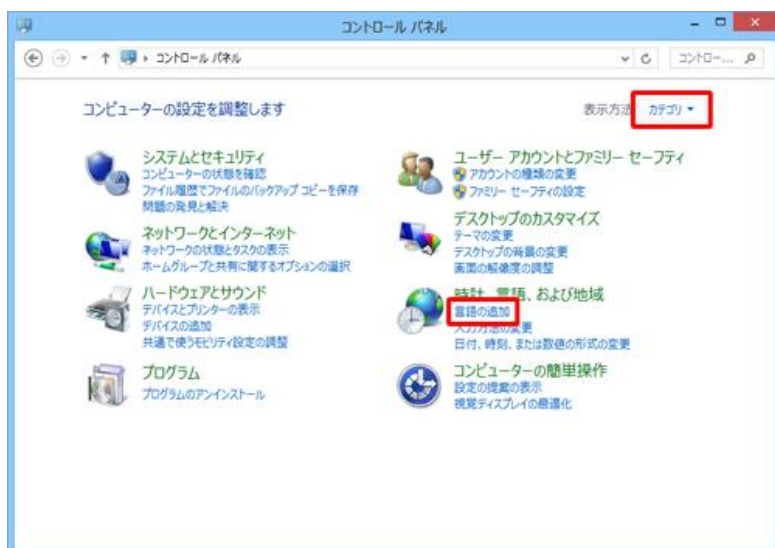 コントロール パネル
コントロール パネル
コントロー...
コンピューターの設定を調整します
表示方法
カテゴリ
システムとセキュリティ
コンピューターの状態を確認
ファイル履歴でファイルのバックアップ コピーを保存
問題の発見と解決
ネットワークとインターネット
ネットワークの状態とタスクの表示
ホームグループと共有に関するオプションの選択
ハードウェアとサウンド
デバイスとプリンターの表示
デバイスの追加
共通で使うモビリティ設定の調整
プログラム
プログラムのアンインストール
ユーザー アカウントとファミリー セーフティ
アカウントの種類の変更
ファミリー セーフティの設定
デスクトップのカスタマイズ
テーマの変更
デスクトップの背景の変更
画面の解像度の調整
時計、言語、および地域
言語の追加
入力方法の変更
日付、時刻、または数値の形式の変更
コンピューターの簡単操作
設定の提案の表示
視覚ディスプレイの最適化